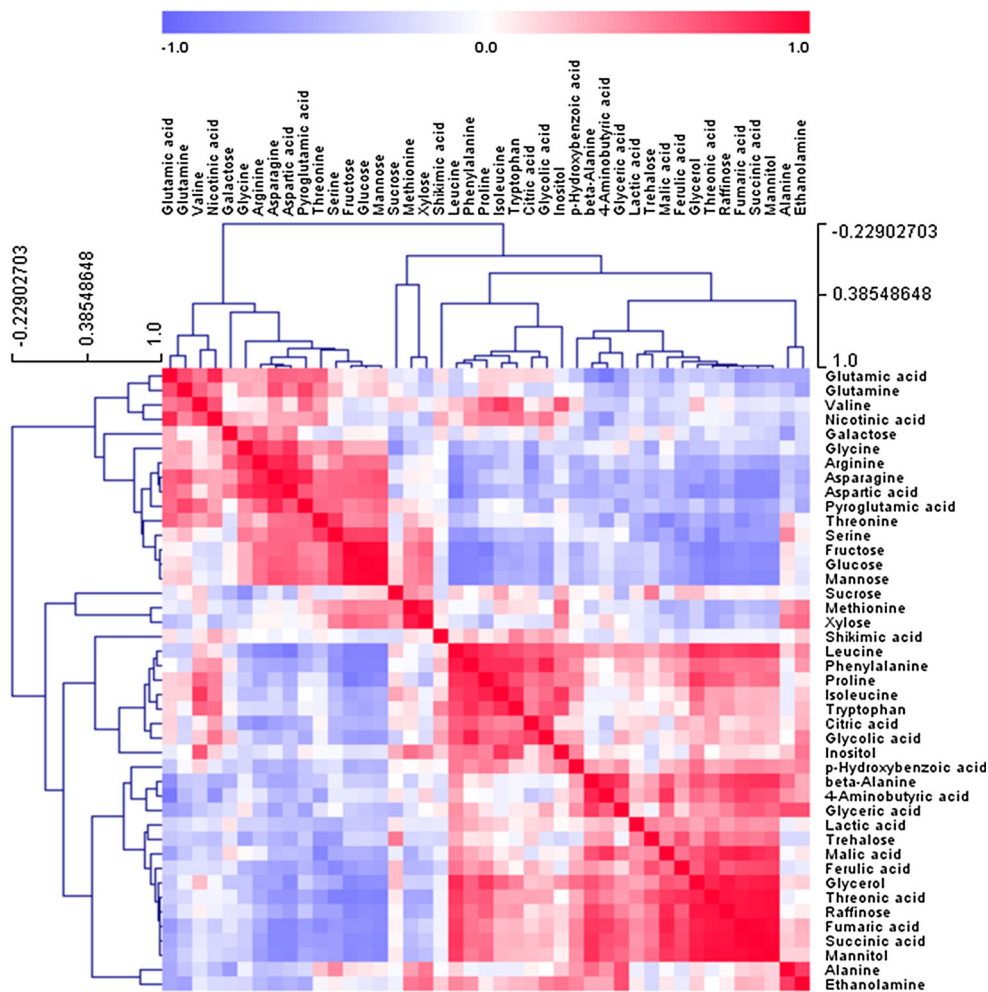 -1.0
0.0
1.0
Glutamic acid
Glutamine
Valine
Nicotinic acid
Galactose
Glycine
Arginine
Asparagine
Aspartic acid
Pyroglutamic acid
Threonine
Serine
Fructose
Glucose
Mannose
Sucrose
Methionine
Xylose
Shikimic acid
Leucine
Phenylalanine
Proline
Isoleucine
Tryptophan
Citric acid
Glycolic acid
Inositol
p-Hydroxybenzoic acid
beta-Alanine
4-Aminobutyric acid
Glyceric acid
Lactic acid
Trehalose
Malic acid
Ferulic acid
Glycerol
Threonic acid
Raffinose
Fumaric acid
Succinic acid
Mannitol
Alanine
Ethanolamine
-0.22902703
0.38548648
1.0
-0.22902703
0.38548648
1.0
Glutamic acid
Glutamine
Valine
Nicotinic acid
Galactose
Glycine
Arginine
Asparagine
Aspartic acid
Pyroglutamic acid
Threonine
Serine
Fructose
Glucose
Mannose
Sucrose
Methionine
Xylose
Shikimic acid
Leucine
Phenylalanine
Proline
Isoleucine
Tryptophan
Citric acid
Glycolic acid
Inositol
p-Hydroxybenzoic acid
beta-Alanine
4-Aminobutyric acid
Glyceric acid
Lactic acid
Trehalose
Malic acid
Ferulic acid
Glycerol
Threonic acid
Raffinose
Fumaric acid
Succinic acid
Mannitol
Alanine
Ethanolamine